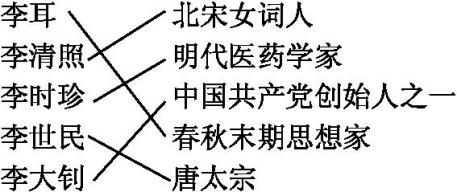 李耳 北宋女词人
李清照 明代医药学家
李时珍 中国共产党创始人之一
李世民 春秋末期思想家
李大钊 唐太宗